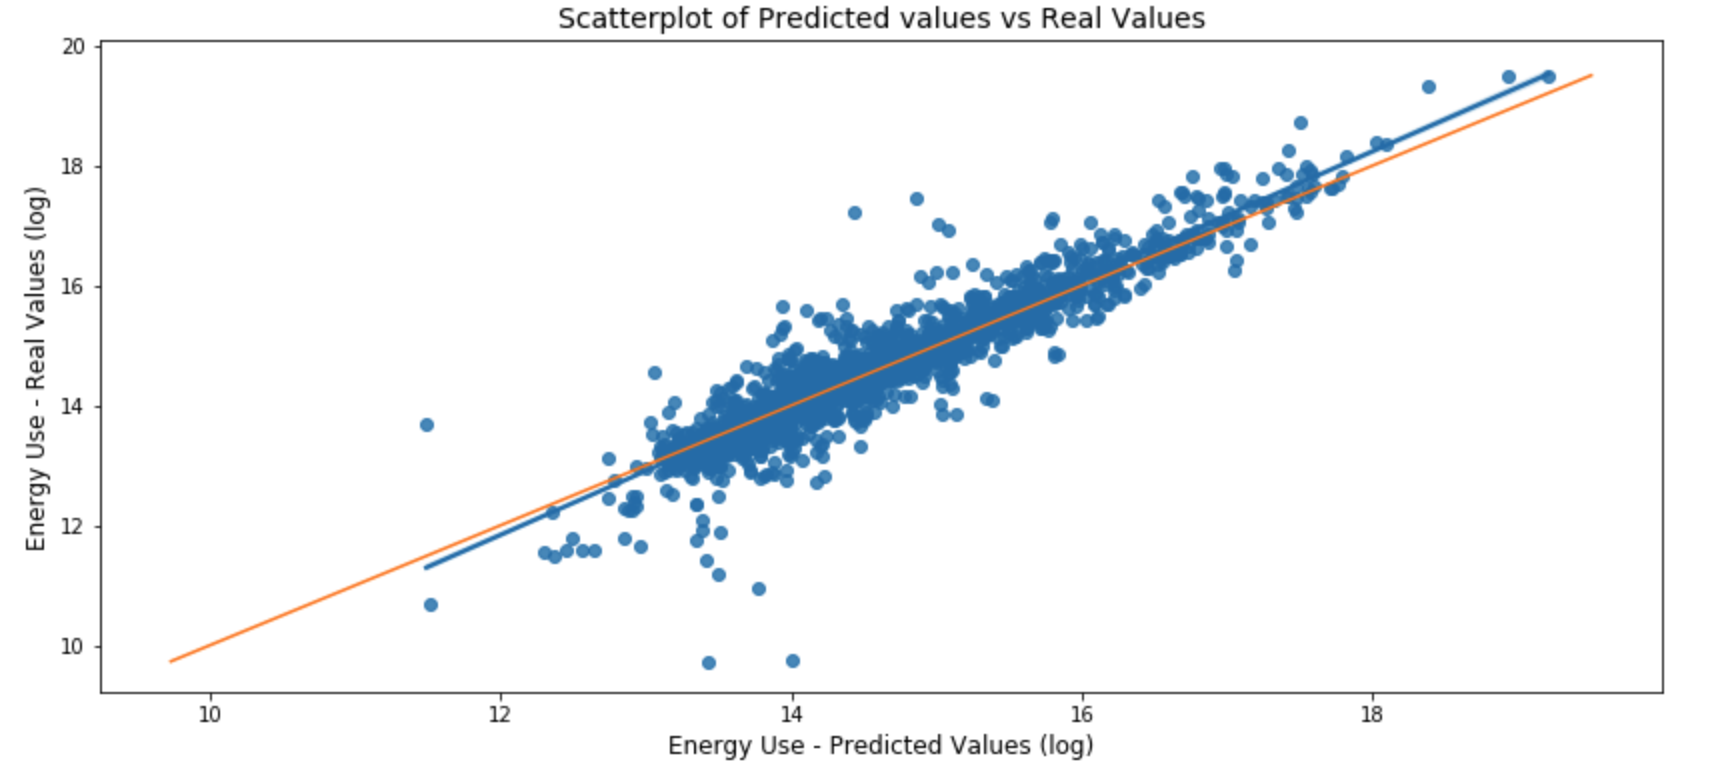 Scatterplot of Predicted values vs Real Values
Energy Use - Real Values (log)
20
18
16
14
12
10
10 12 14 16 18
Energy Use - Predicted Values (log)